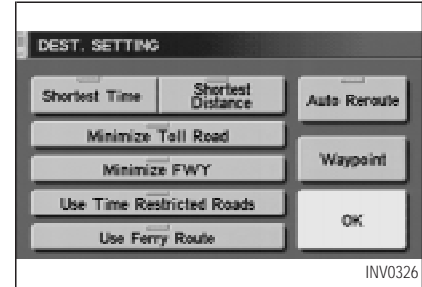 DEST. SETTING
Shortest Time
Shortest
Distance
Auto Reroute
Minimize Toll Road
Minimize FWY
Waypoint
Use Time Restricted Roads
OK
Use Ferry Route
INV0326